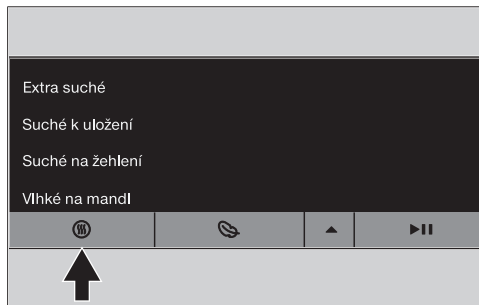 Extra suché
Suché k uložení
Suché na žehlení
Vlhké na mandl